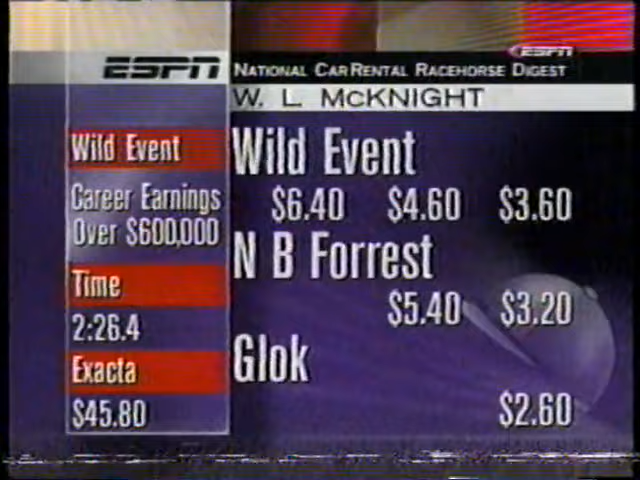 ESPN
ESPN
NATIONAL CAR RENTAL RACEHORSE DIGEST
W. L. MCKNIGHT
Wild Event
Career Earnings
Over $600,000
Time
2:26.4
Exacta
$45.80
Wild Event
$6.40 $4.60 $3.60
N B Forrest
$5.40 $3.20
Glok
$2.60